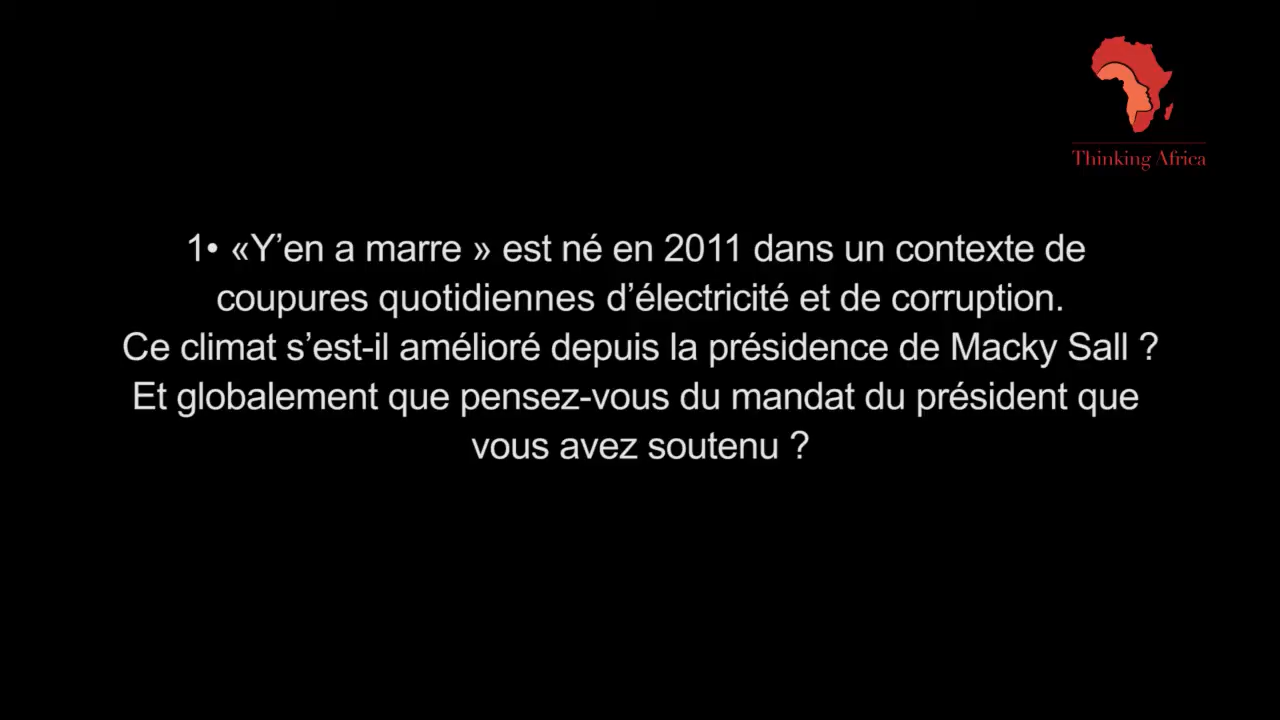 Thinking Africa
1• «Y’en a marre » est né en 2011 dans un contexte de
coupures quotidiennes d’électricité et de corruption.
Ce climat s’est-il amélioré depuis la présidence de Macky Sall ?
Et globalement que pensez-vous du mandat du président que
vous avez soutenu ?